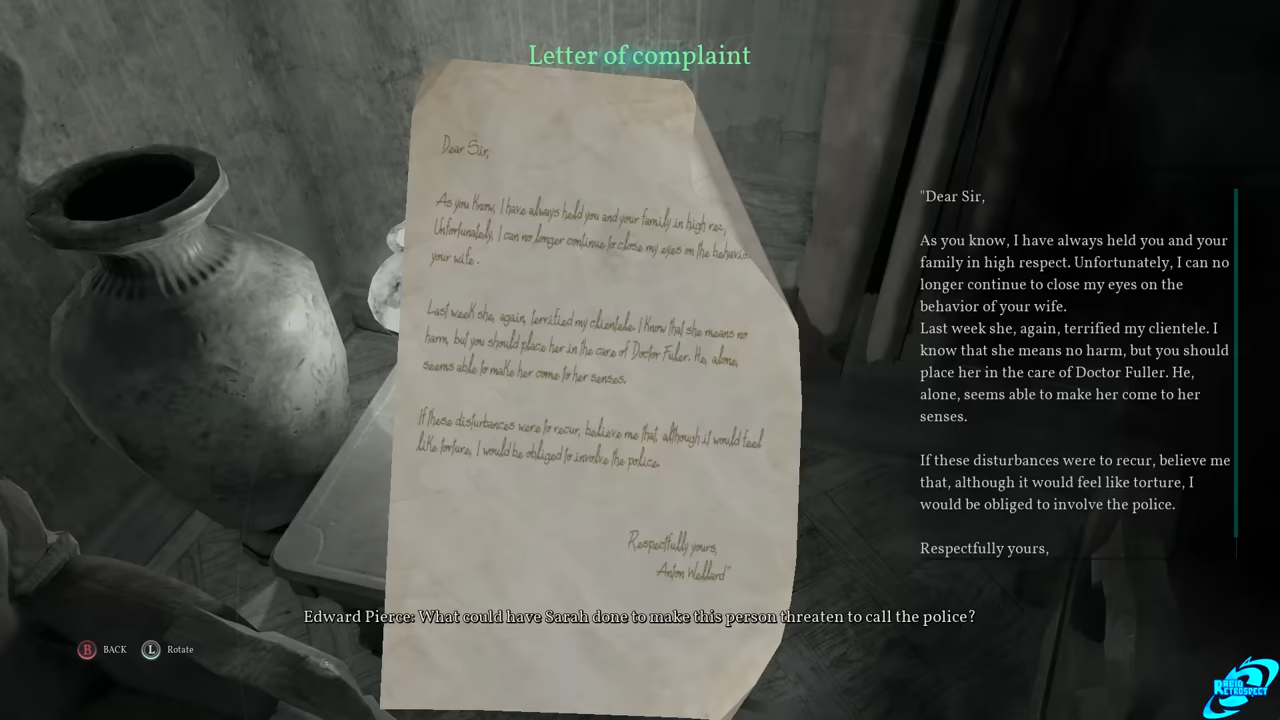 Letter of complaint
Dear Sir,
As you Know, I have always held you and your family in high rec,
Unfortunately, I can no longer continue to close my eyes on the behavio
your wife.
Last week she, again, terrified my clientele. I Know that she means no
harm, but you should place her in the care of Doctor Fuller. He, alone,
seems able to make her come to her senses.
If these disturbances were to recur, believe me that, although it would feel
like torture, I would be obliged to involve the police.
Respectfully yours,
Anton Wellard"
"Dear Sir,
As you know, I have always held you and your
family in high respect. Unfortunately, I can no
longer continue to close my eyes on the
behavior of your wife.
Last week she, again, terrified my clientele. I
know that she means no harm, but you should
place her in the care of Doctor Fuller. He,
alone, seems able to make her come to her
senses.
If these disturbances were to recur, believe me
that, although it would feel like torture, I
would be obliged to involve the police.
Respectfully yours,
Edward Pierce: What could have Sarah done to make this person threaten to call the police?
B BACK L Rotate
RETROSPECT